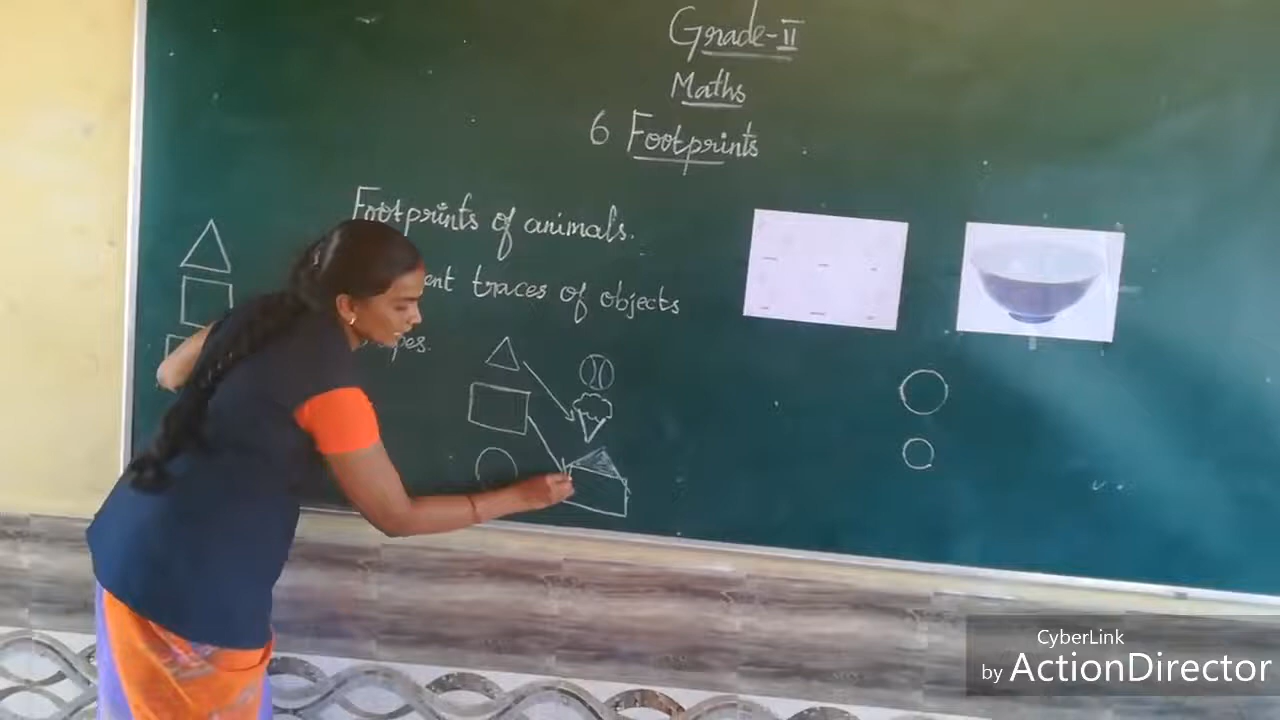 Grade-II
Maths
6 Footprints
Footprints of animals.
traces of objects
CyberLink
by ActionDirector